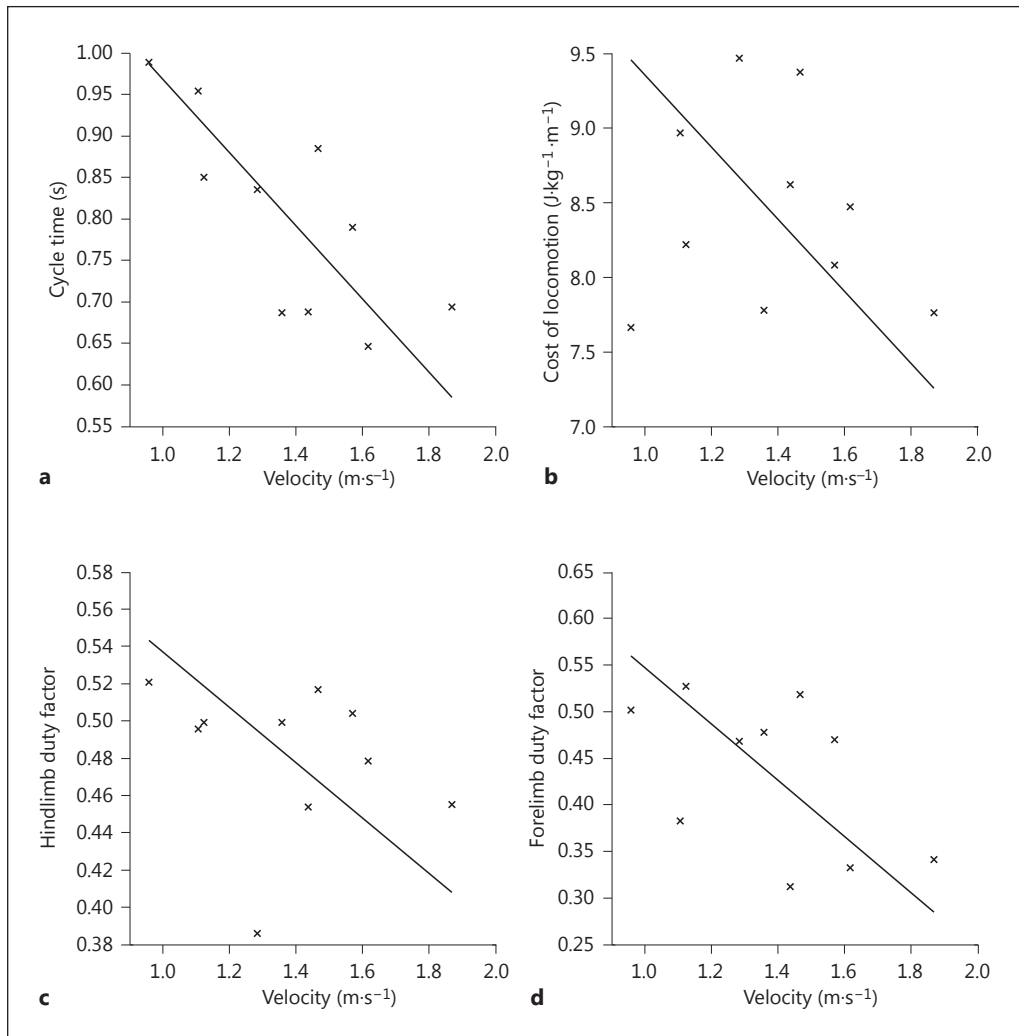 1.00
0.95
0.90
0.85
0.80
0.75
0.70
0.65
0.60
0.55
Cycle time (s)
1.0 1.2 1.4 1.6 1.8 2.0
Velocity (m·s⁻¹)
a
9.5
9.0
8.5
8.0
7.5
7.0
Cost of locomotion (J·kg⁻¹·m⁻¹)
1.0 1.2 1.4 1.6 1.8 2.0
Velocity (m·s⁻¹)
b
0.58
0.56
0.54
0.52
0.50
0.48
0.46
0.44
0.42
0.40
0.38
Hindlimb duty factor
1.0 1.2 1.4 1.6 1.8 2.0
Velocity (m·s⁻¹)
c
0.65
0.60
0.55
0.50
0.45
0.40
0.35
0.30
0.25
Forelimb duty factor
1.0 1.2 1.4 1.6 1.8 2.0
Velocity (m·s⁻¹)
d